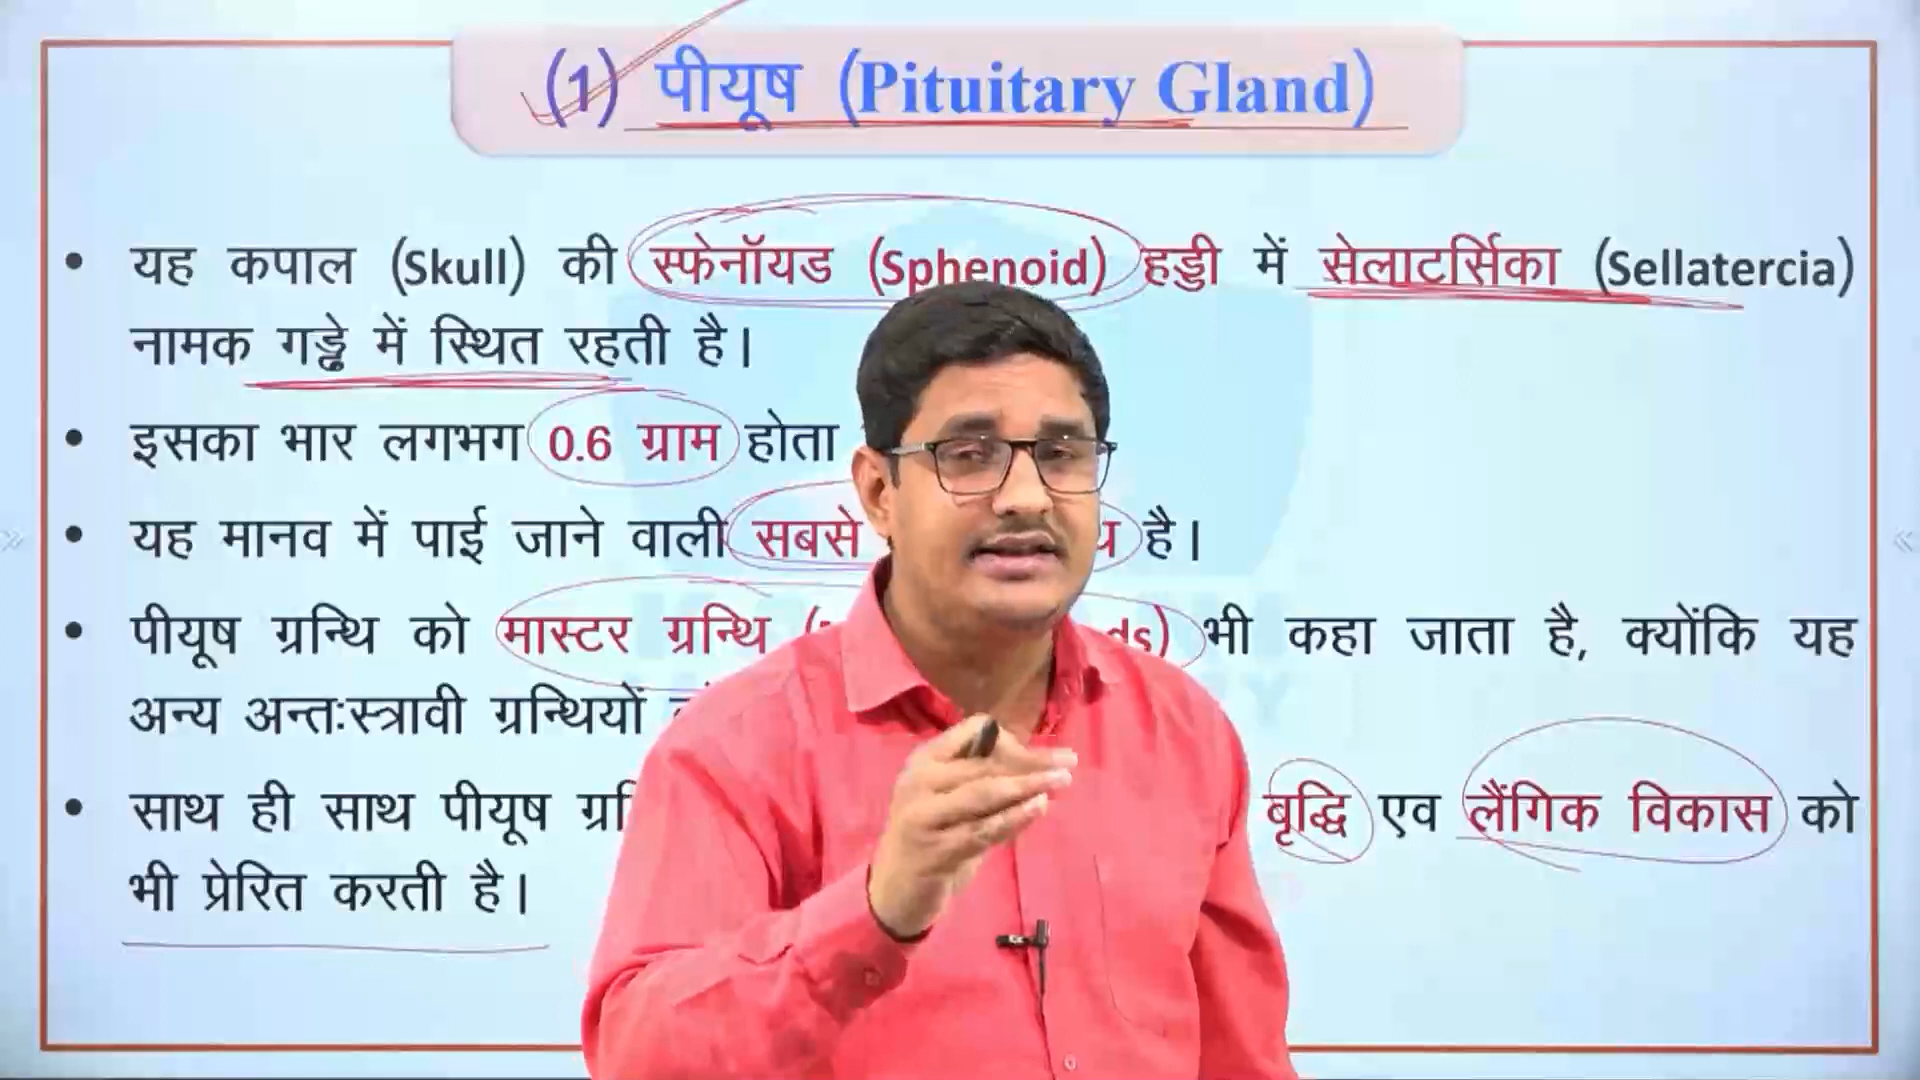 (1) पीयूष (Pituitary Gland)
• यह कपाल (Skull) की स्फेनॉयड (Sphenoid) हड्डी में सेलाटर्सिका (Sellatercia)
नामक गड्ढे में स्थित रहती है।
• इसका भार लगभग 0.6 ग्राम होता
• यह मानव में पाई जाने वाली सबसे है।
• पीयूष ग्रन्थि को मास्टर ग्रन्थि भी कहा जाता है, क्योंकि यह
अन्य अन्तःस्त्रावी ग्रन्थियों
• साथ ही साथ पीयूष बृद्धि एव लैंगिक विकास को
भी प्रेरित करती है।